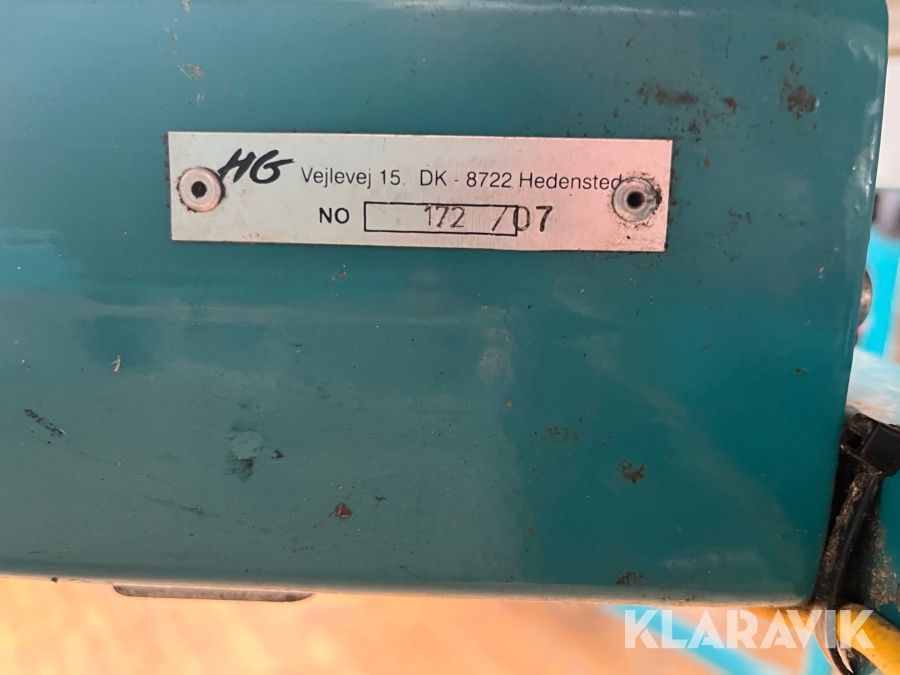 HG Vejlevej 15. DK - 8722 Hedensted
NO 172 /07
KLARAVIK